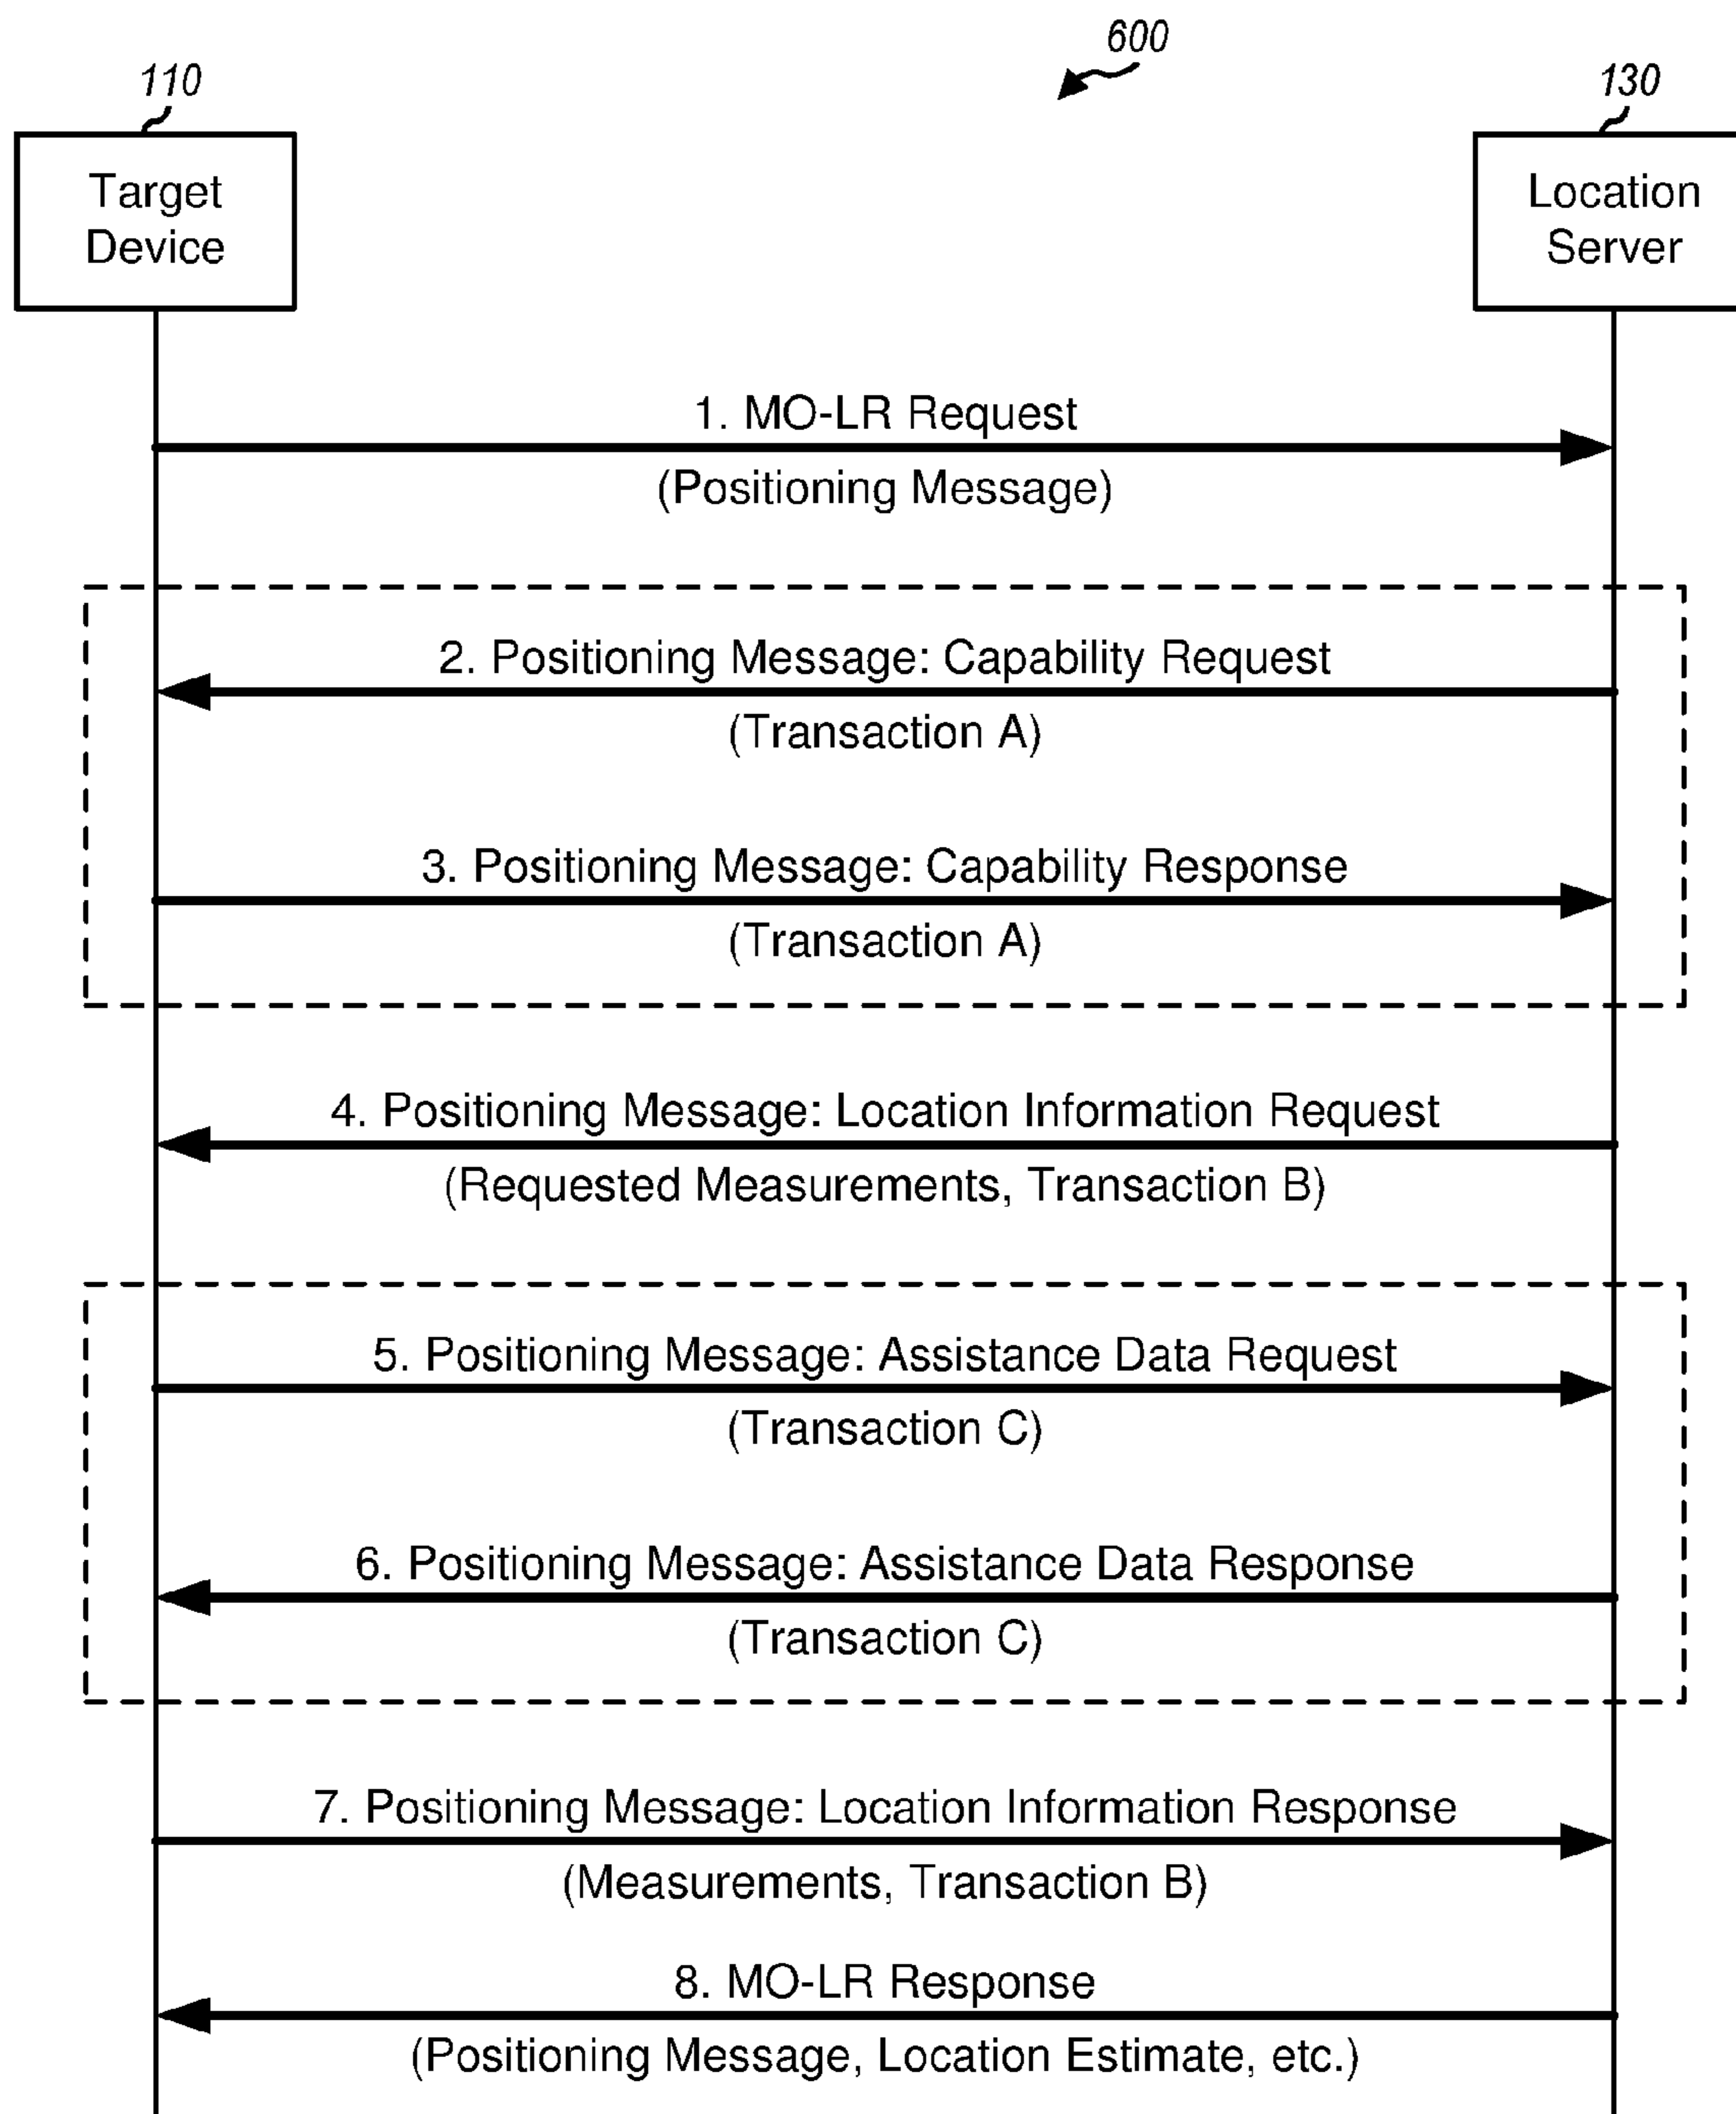 600
110
130
Target
Device
Location
Server
1. MO-LR Request
(Positioning Message)
2. Positioning Message: Capability Request
(Transaction A)
3. Positioning Message: Capability Response
(Transaction A)
4. Positioning Message: Location Information Request
(Requested Measurements, Transaction B)
5. Positioning Message: Assistance Data Request
(Transaction C)
6. Positioning Message: Assistance Data Response
(Transaction C)
7. Positioning Message: Location Information Response
(Measurements, Transaction B)
8. MO-LR Response
(Positioning Message, Location Estimate, etc.)